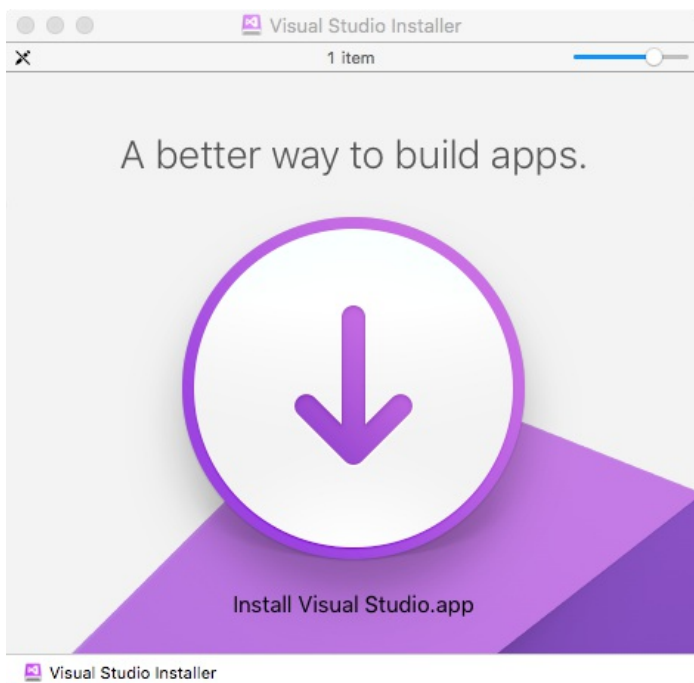 Visual Studio Installer
1 item
A better way to build apps.
Install Visual Studio.app
Visual Studio Installer